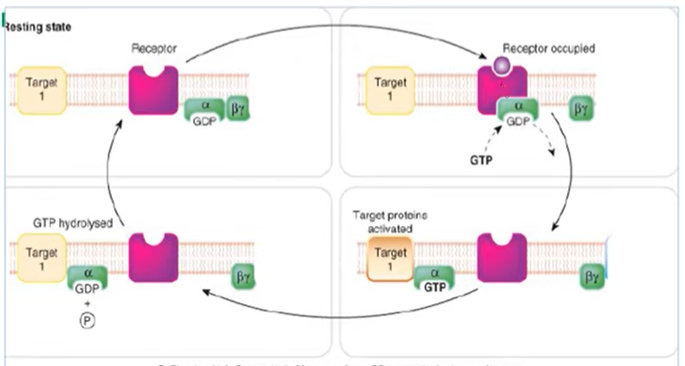 Resting state
Receptor
Target
1
α
GDP
βγ
Receptor occupied
Target
1
α
GDP
βγ
GTP
GTP hydrolysed
Target
1
α
GDP
+
P
βγ
Target proteins
activated
Target
1
α
GTP
βγ